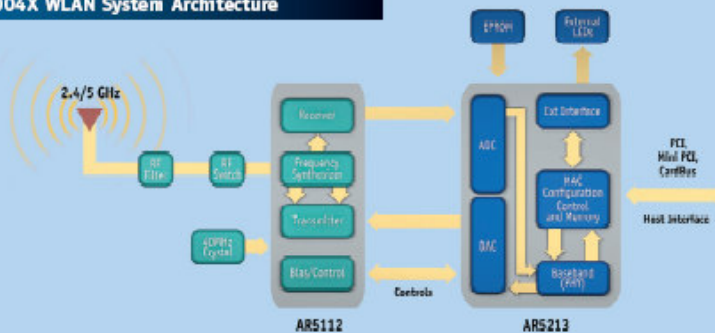 004X WLAN System Architecture
EPROM
External
LEDs
2.4/5 GHz
Receiver
Ext Interface
ADC
PCI,
Mini PCI,
CardBus
RF
Filter
RF
Switch
Frequency
Synthesizer
MAC
Configuration
Control
and Memory
Host Interface
Transmitter
40MHz
Crystal
DAC
Bias/Control
Baseband
(PHY)
Controls
AR5112
AR5213